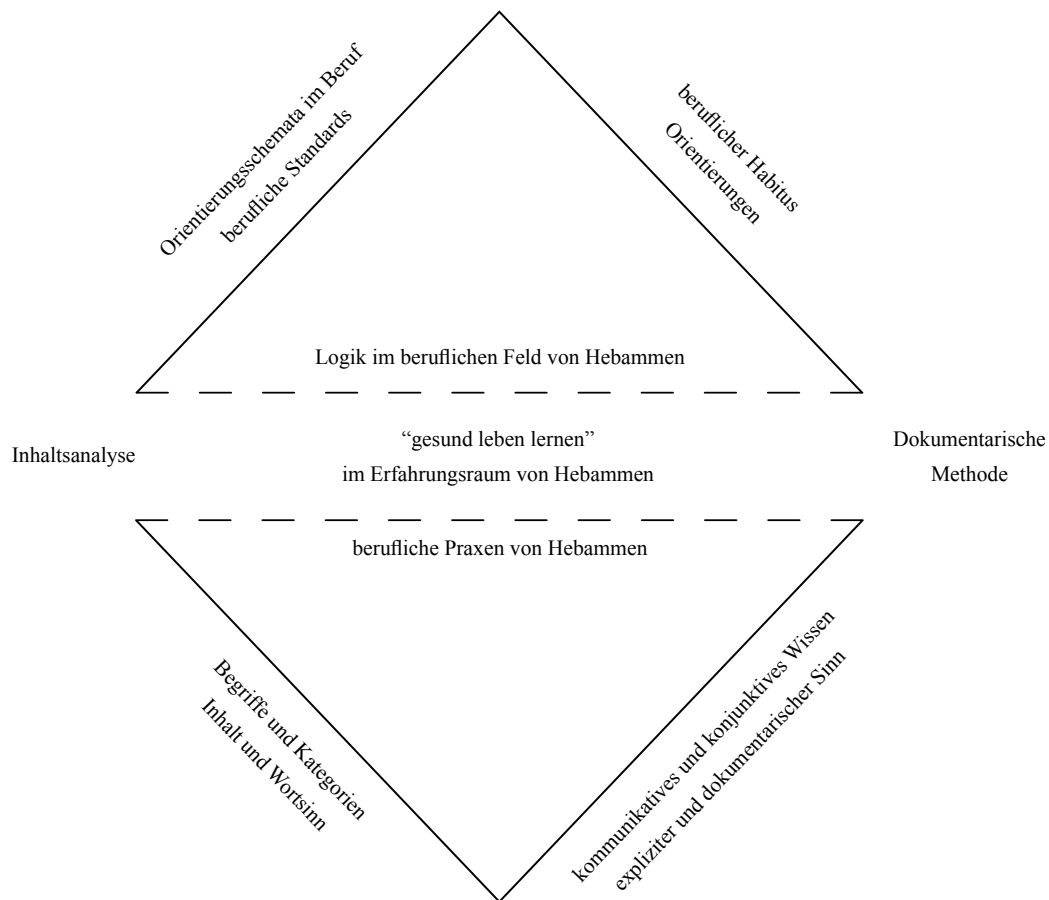 Orientierungsschemata im Beruf
berufliche Standards
beruflicher Habitus
Orientierungen
Logik im beruflichen Feld von Hebammen
Inhaltsanalyse
“gesund leben lernen”
im Erfahrungsraum von Hebammen
Dokumentarische
Methode
berufliche Praxen von Hebammen
Begriffe und Kategorien
Inhalt und Wortsinn
kommunikatives und konjunktives Wissen
expliziter und dokumentarischer Sinn